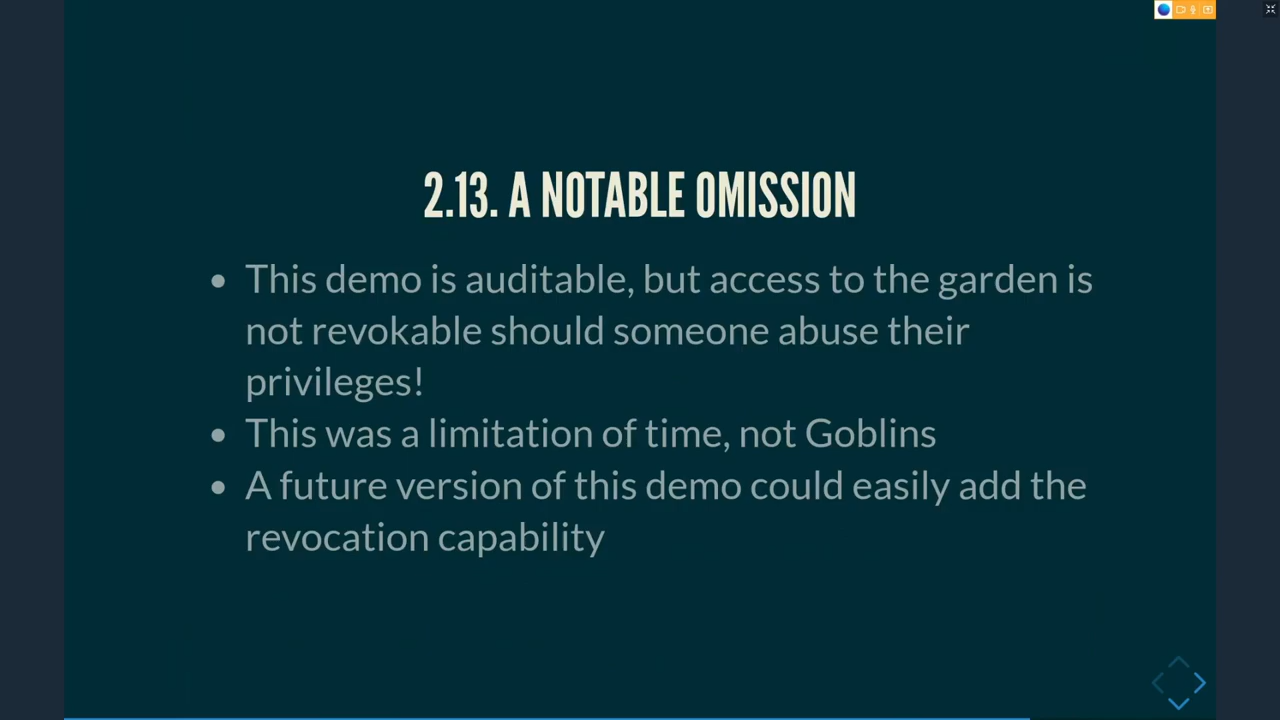 2.13. A NOTABLE OMISSION
• This demo is auditable, but access to the garden is
not revokable should someone abuse their
privileges!
• This was a limitation of time, not Goblins
• A future version of this demo could easily add the
revocation capability